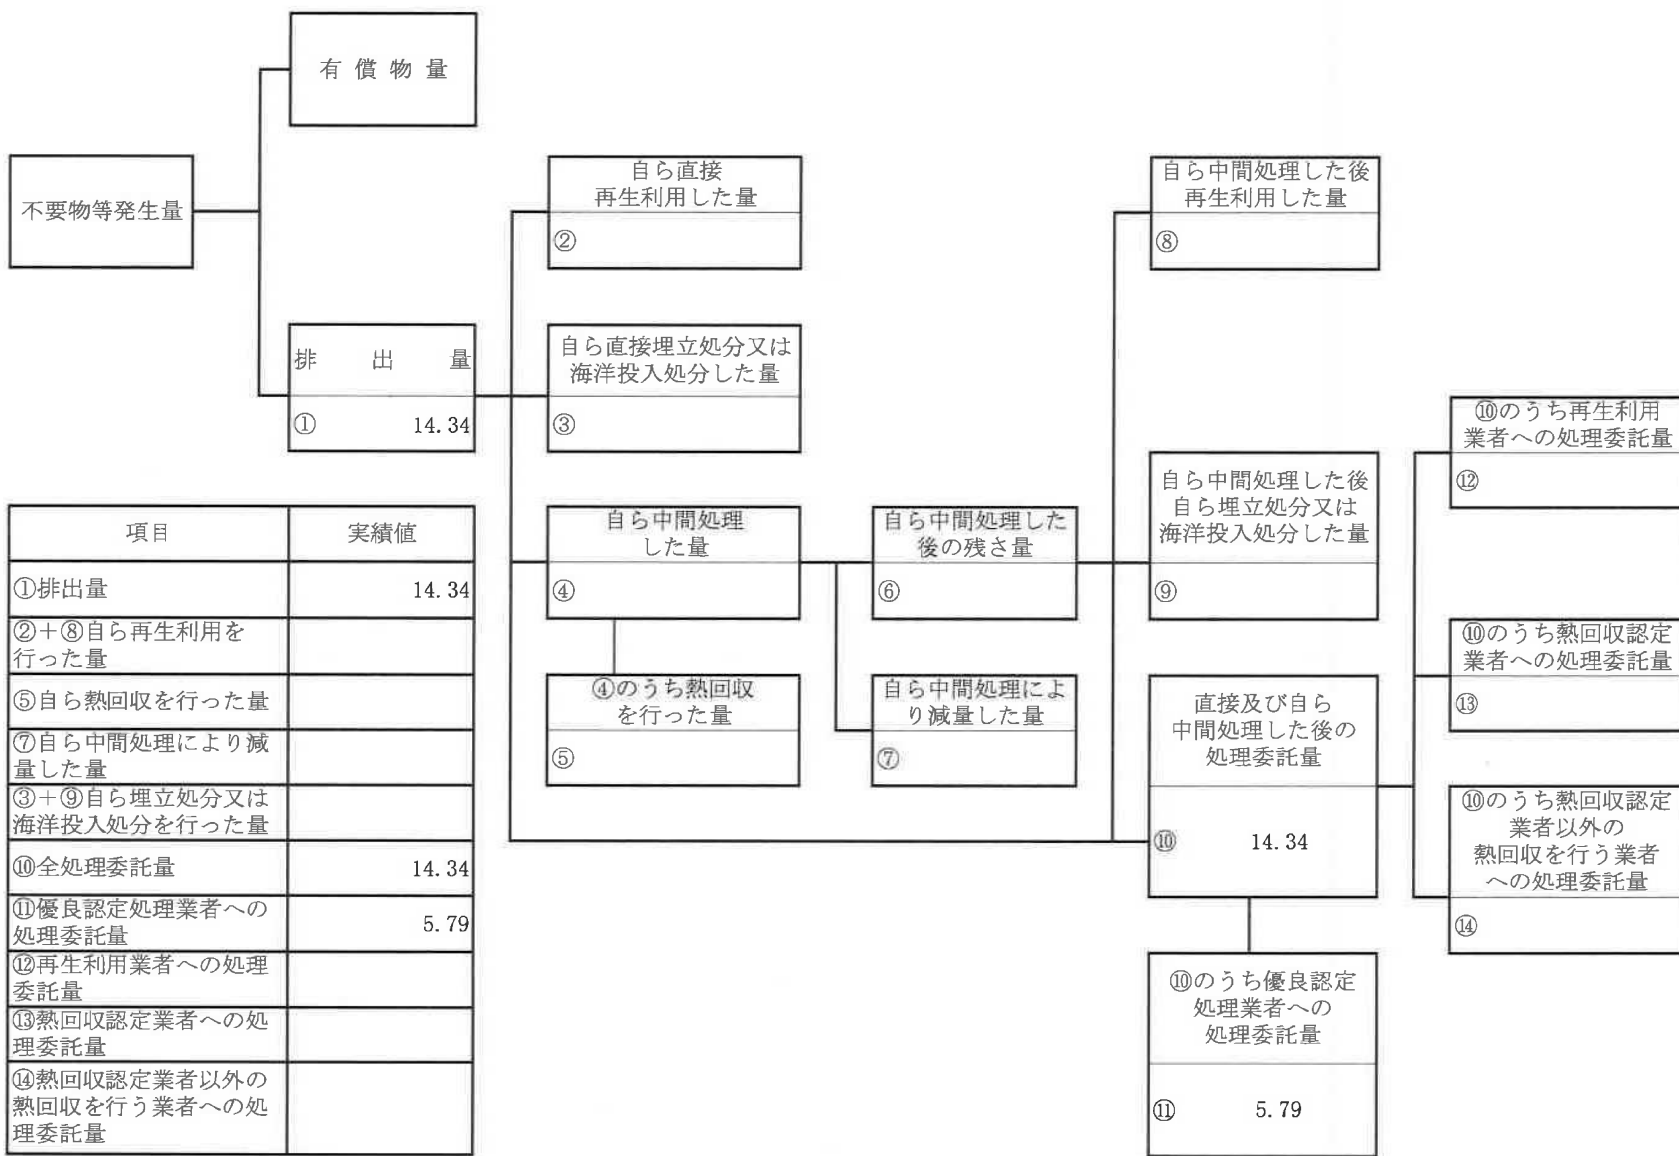 有償物量
不要物等発生量
自ら直接
再生利用した量
②
自ら中間処理した後
再生利用した量
⑧
排出量
① 14.34
自ら直接埋立処分又は
海洋投入処分した量
③
⑩のうち再生利用
業者への処理委託量
⑫
自ら中間処理した後
自ら埋立処分又は
海洋投入処分した量
⑨
自ら中間処理
した量
④
自ら中間処理した
後の残さ量
⑥
⑩のうち熱回収認定
業者への処理委託量
⑬
④のうち熱回収
を行った量
⑤
自ら中間処理によ
り減量した量
⑦
直接及び自ら
中間処理した後の
処理委託量
⑩ 14.34
⑩のうち熱回収認定
業者以外の
熱回収を行う業者
への処理委託量
⑭
⑩のうち優良認定
処理業者への
処理委託量
⑪ 5.79
項目 実績値
①排出量 14.34
②+⑧自ら再生利用を
行った量
⑤自ら熱回収を行った量
⑦自ら中間処理により減
量した量
③+⑨自ら埋立処分又は
海洋投入処分を行った量
⑩全処理委託量 14.34
⑪優良認定処理業者への
処理委託量 5.79
⑫再生利用業者への処理
委託量
⑬熱回収認定業者への処
理委託量
⑭熱回収認定業者以外の
熱回収を行う業者への処
理委託量